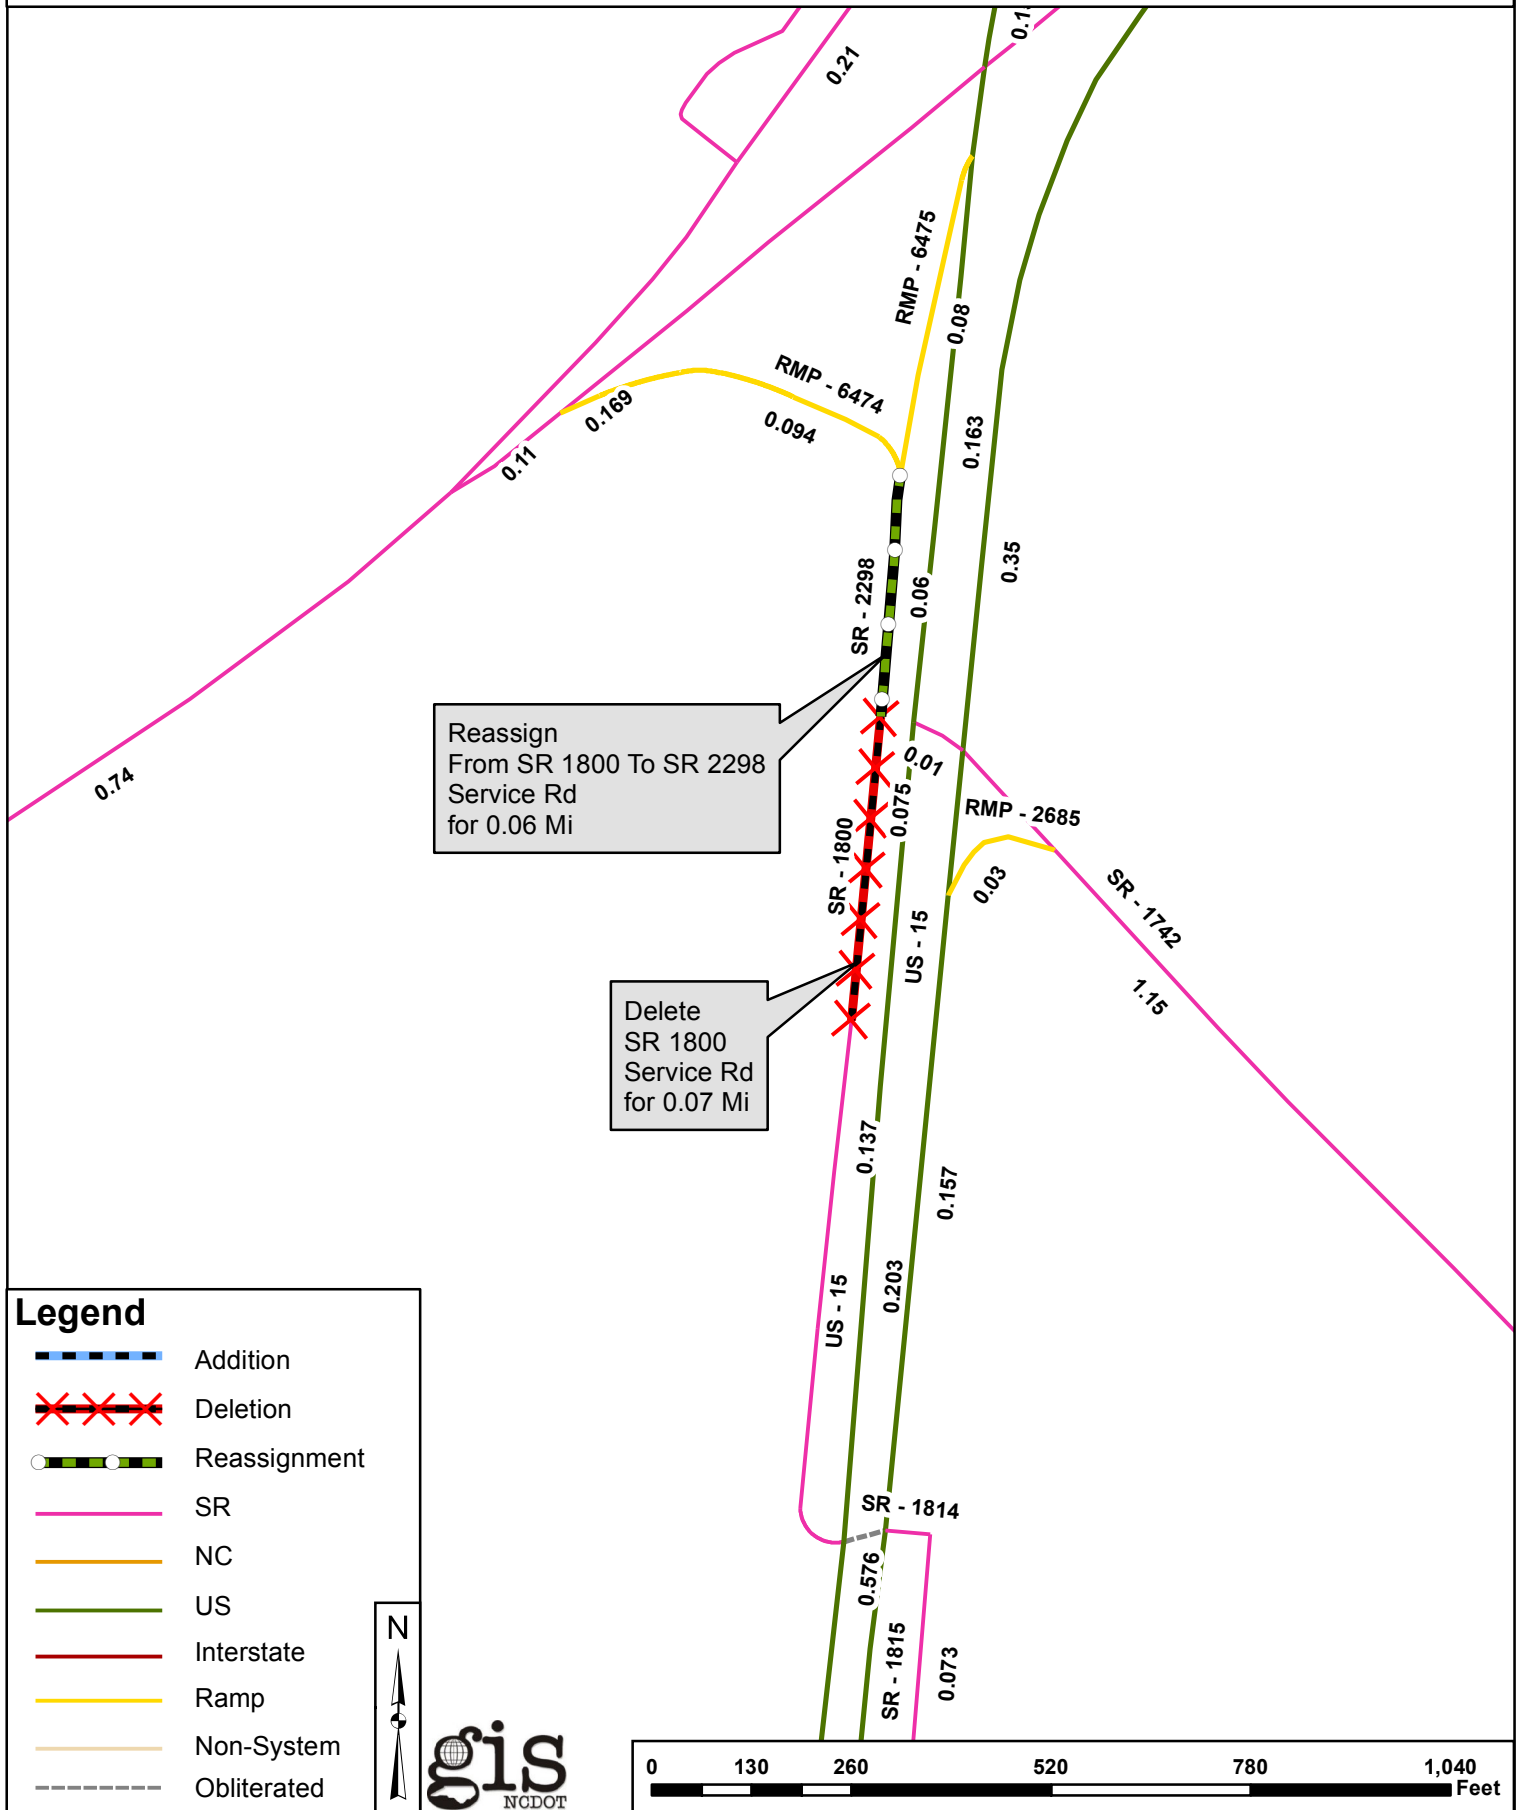 0.21
RMP - 6475
0.08
RMP - 6474
0.169
0.094
0.163
0.11
0.35
SR - 2298
0.06
Reassign
From SR 1800 To SR 2298
Service Rd
for 0.06 Mi
0.74
0.01
0.075
RMP - 2685
SR - 1800
0.03
SR - 1742
US - 15
1.15
Delete
SR 1800
Service Rd
for 0.07 Mi
0.137
0.157
0.203
US - 15
SR - 1814
0.576
SR - 1815
0.073
Legend
Addition
Deletion
Reassignment
SR
NC
US
Interstate
Ramp
Non-System
Obliterated
N
gis
NCDOT
0 130 260 520 780 1,040
Feet